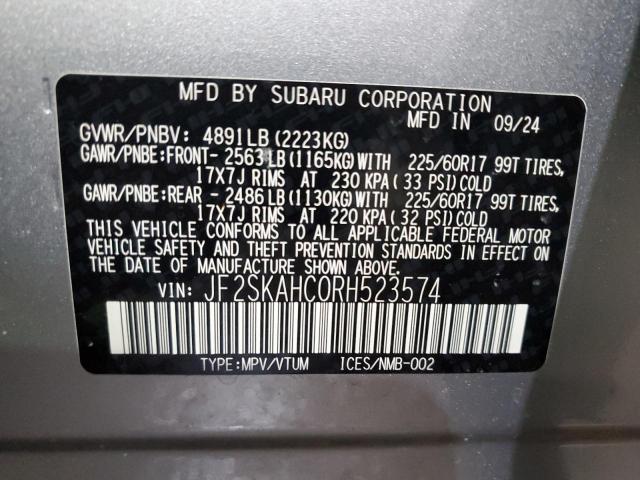 MFD BY SUBARU CORPORATION
MFD IN 09/24
GVWR/PNBV: 4891LB(2223KG)
GAWR/PNBE:FRONT- 2563LB(1165KG)WITH 225/60R17 99T TIRES,
17X7J RIMS AT 230 KPA(33 PSI)COLD
GAWR/PNBE:REAR - 2486LB(1130KG)WITH 225/60R17 99T TIRES,
17X7J RIMS AT 220 KPA(32 PSI)COLD
THIS VEHICLE CONFORMS TO ALL APPLICABLE FEDERAL MOTOR
VEHICLE SAFETY AND THEFT PREVENTION STANDARDS IN EFFECT ON
THE DATE OF MANUFACTURE SHOWN ABOVE.
VIN: JF2SKAHC0RH523574
TYPE:MPV/VTUM ICES/NMB-002